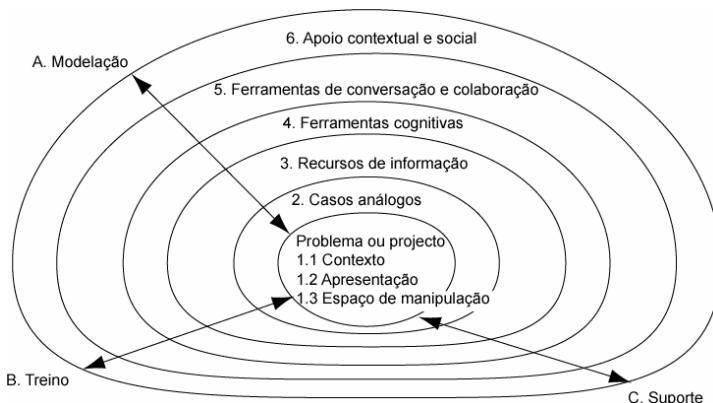 6. Apoio contextual e social
A. Modelação
5. Ferramentas de conversação e colaboração
4. Ferramentas cognitivas
3. Recursos de informação
2. Casos análogos
Problema ou projecto
1.1 Contexto
1.2 Apresentação
1.3 Espaço de manipulação
B. Treino
C. Suporte